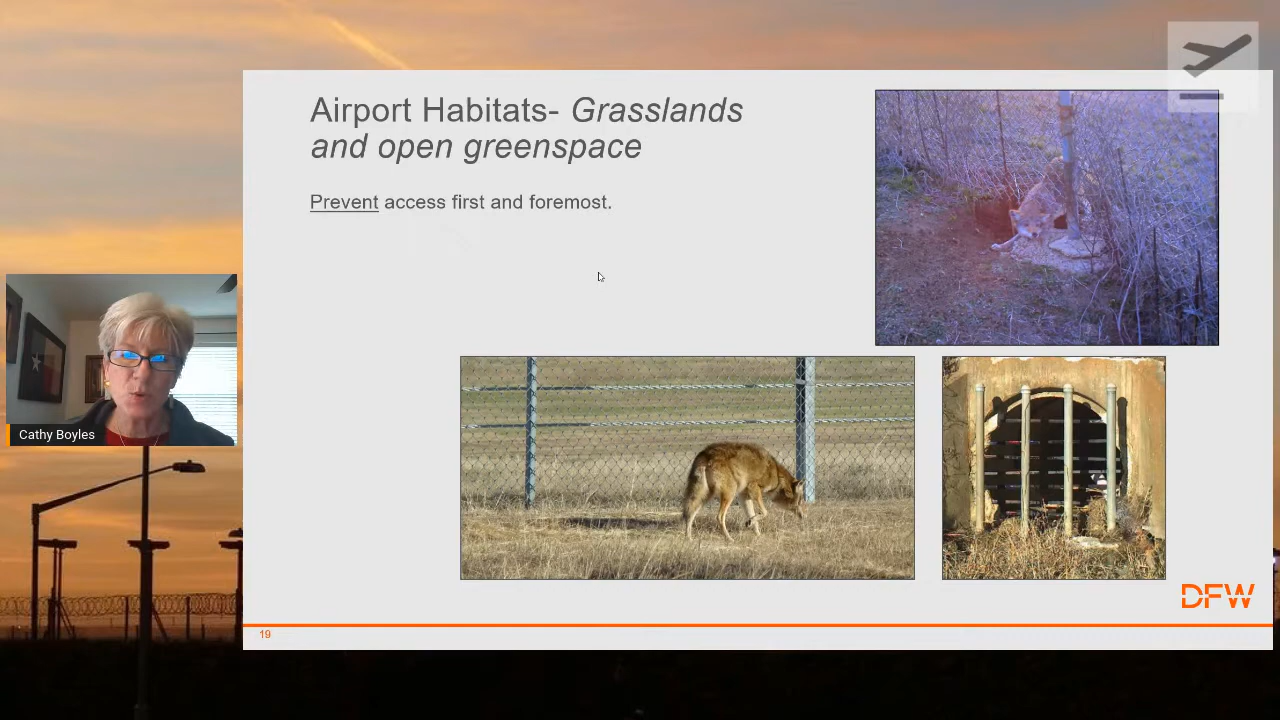 Airport Habitats- Grasslands
and open greenspace
Prevent access first and foremost.
Cathy Boyles
DFW
19